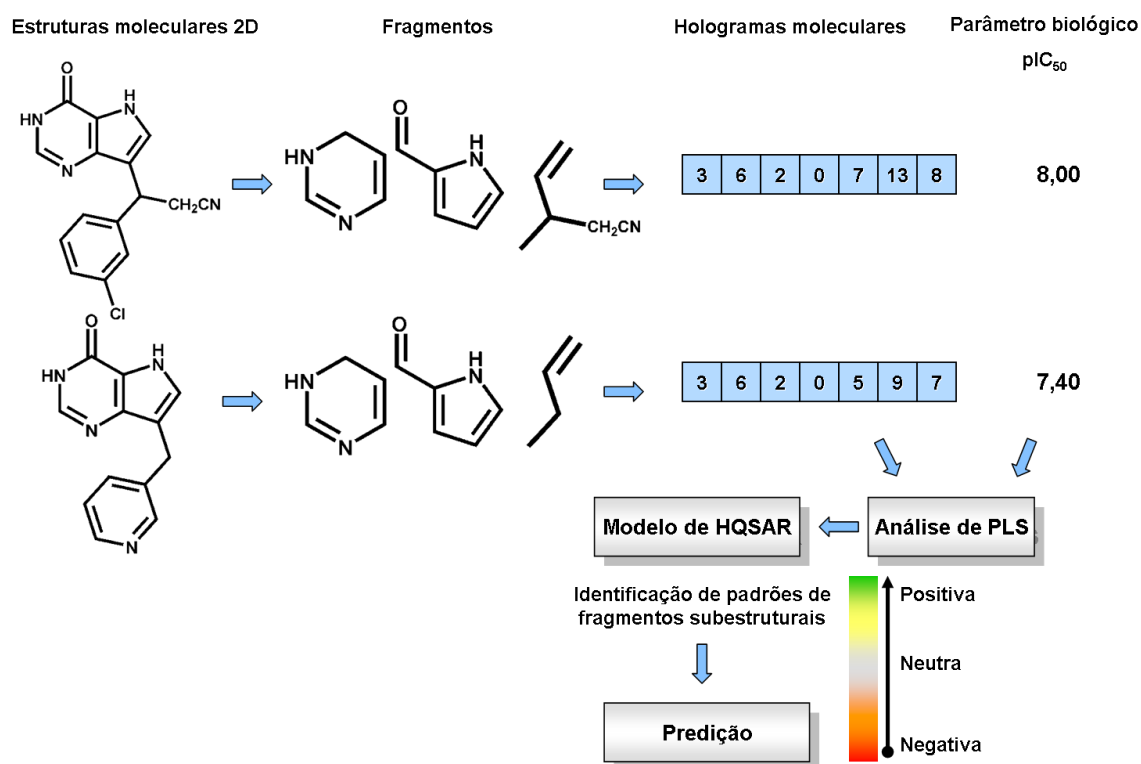 Estruturas moleculares 2D
Fragmentos
Hologramas moleculares
Parâmetro biológico
pIC50
O
HN
N
H
N
CH2CN
Cl
HN
N
O
H
N
CH2CN
3 6 2 0 7 13 8
8,00
O
HN
N
H
N
N
HN
N
O
H
N
3 6 2 0 5 9 7
7,40
Modelo de HQSAR
Análise de PLS
Identificação de padrões de
fragmentos subestruturais
Positiva
Neutra
Negativa
Predição